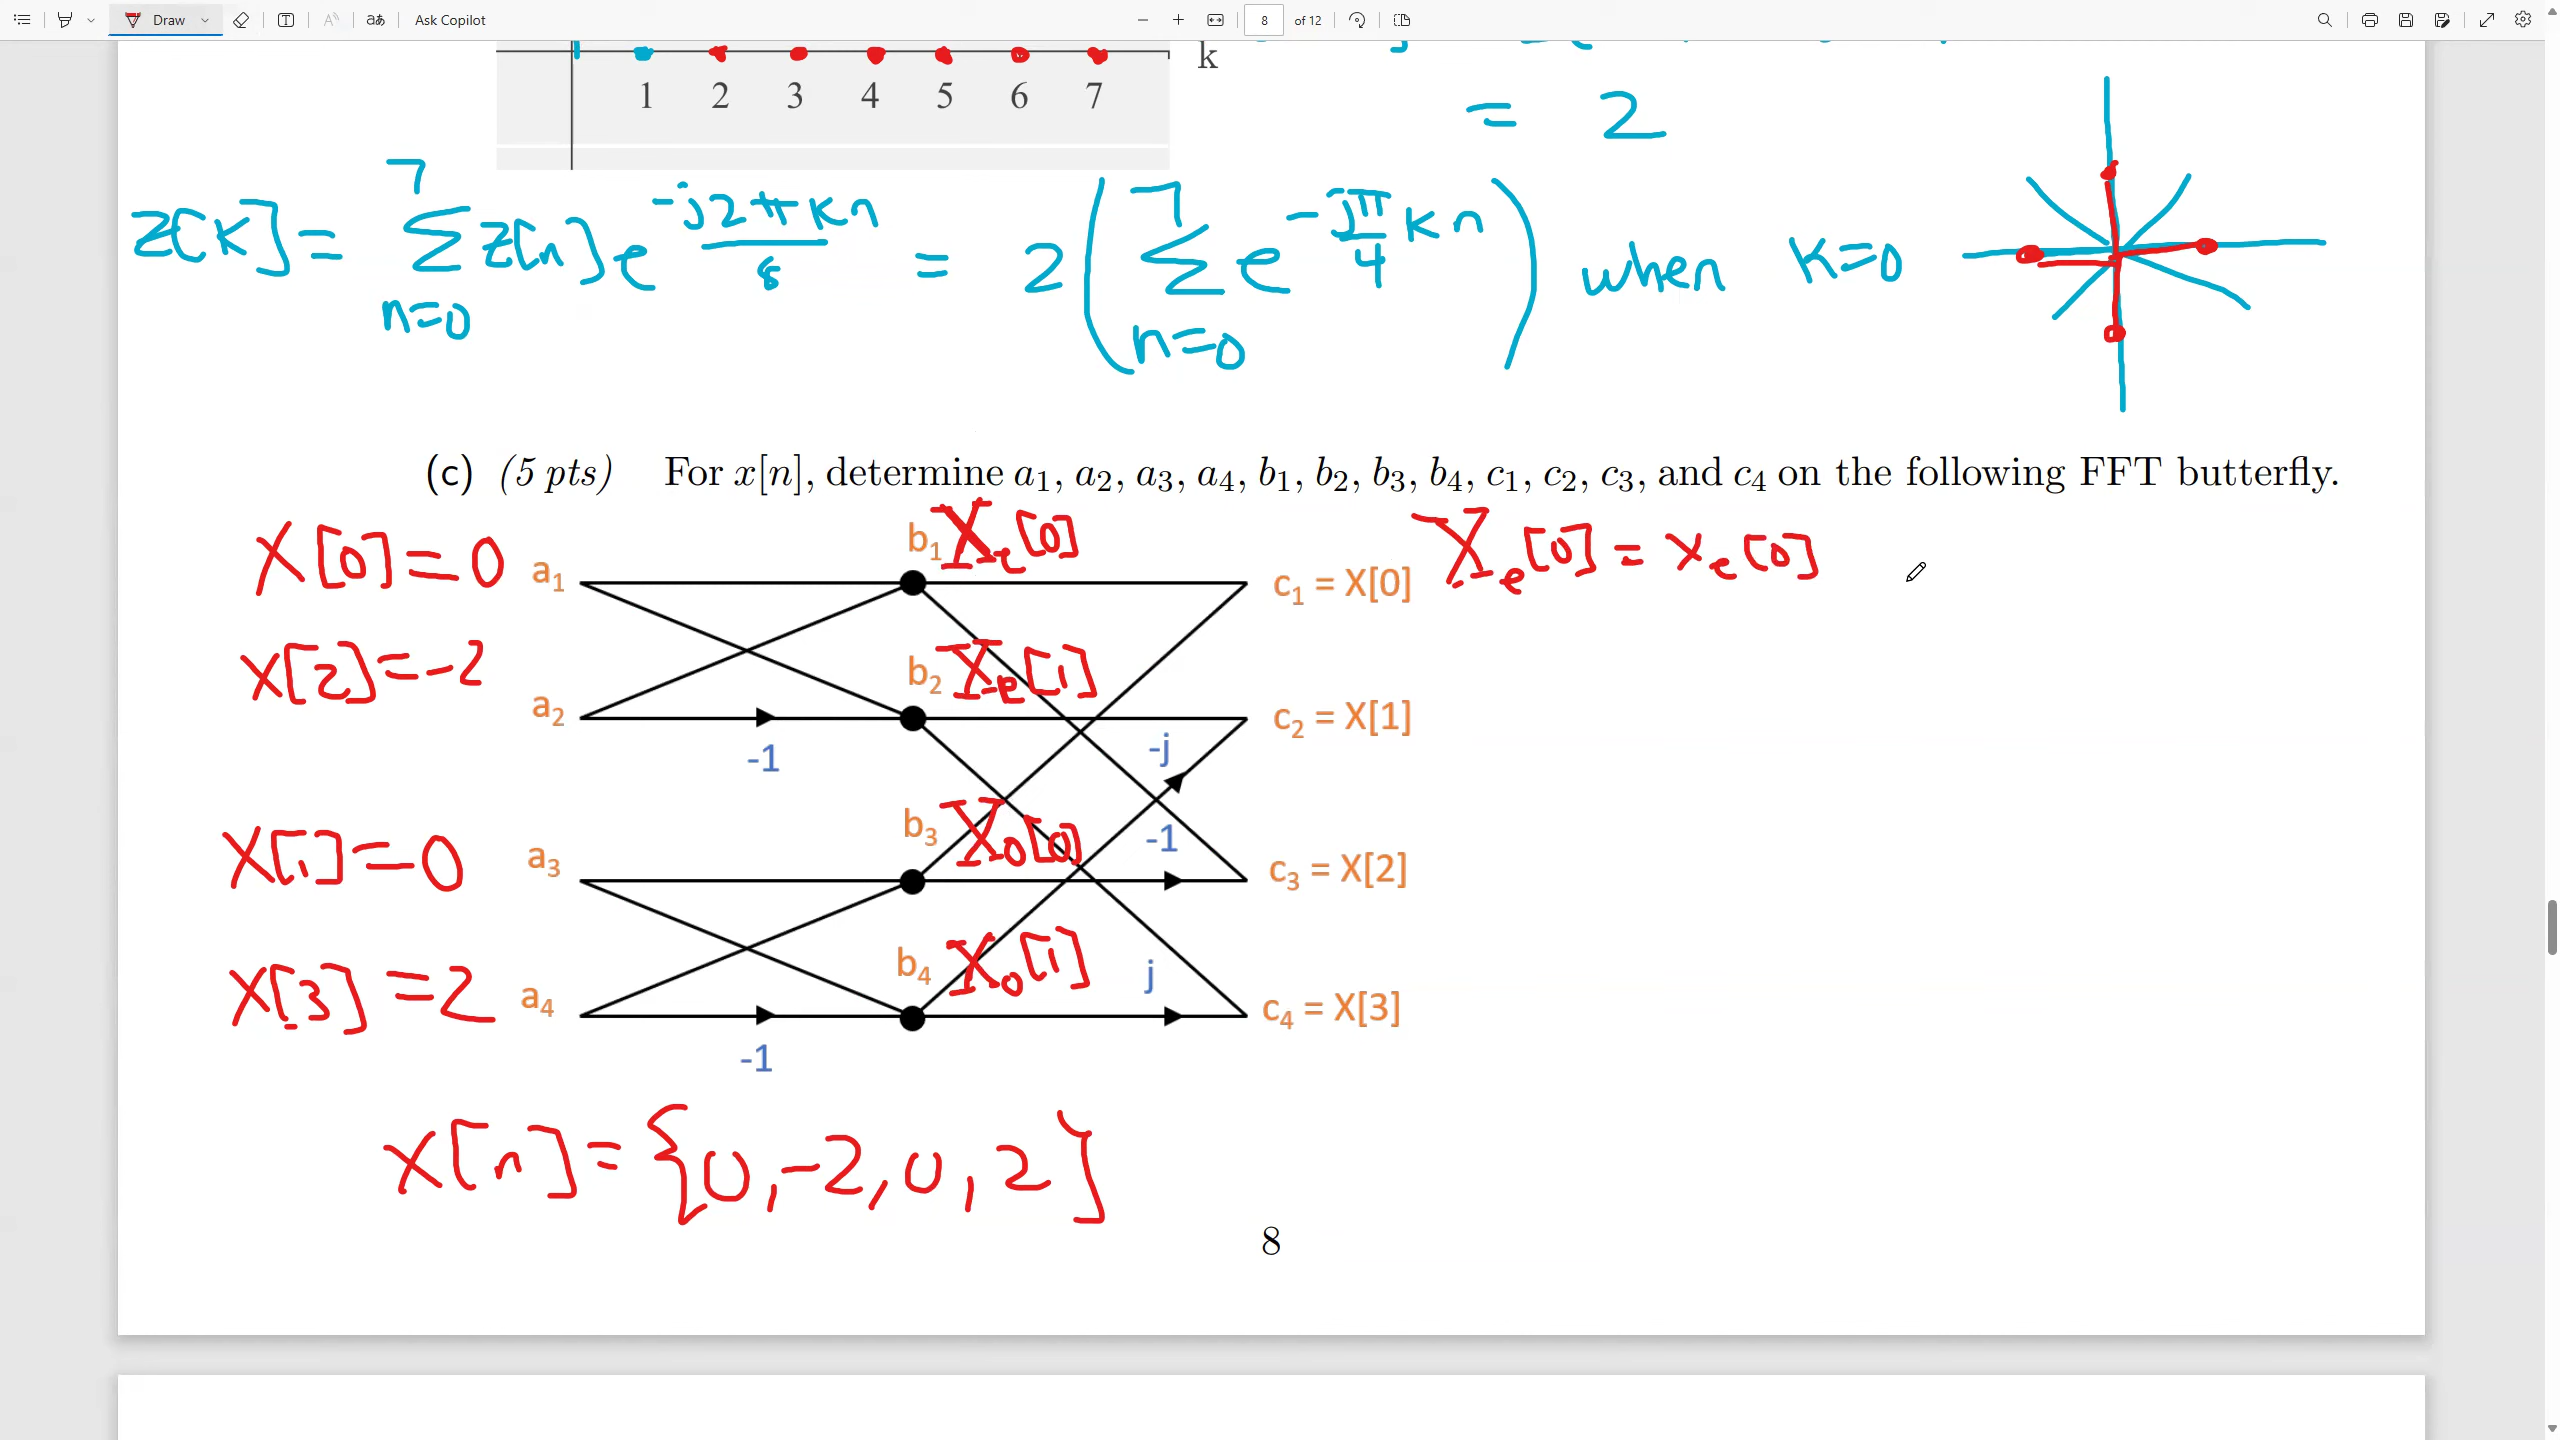 Draw Ask Copilot 8 of 12
k
1 2 3 4 5 6 7
= 2
Z[K] = 7 ∑ n=0 z[n] e -j2πkn/8 = 2 ( 7 ∑ n=0 e -jπ/4 kn ) when K=0
(c) (5 pts) For x[n], determine a1, a2, a3, a4, b1, b2, b3, b4, c1, c2, c3, and c4 on the following FFT butterfly.
X[0]=0 a1 b1 Xe[0] c1 = X[0] Xe[0] = xe[0]
x[2]=-2 a2 b2 Xe[1] c2 = X[1]
-1 -j
x[1]=0 a3 b3 Xo[0] -1 c3 = X[2]
x[3]=2 a4 b4 Xo[1] j c4 = X[3]
-1
x[n] = {0,-2,0,2}
8